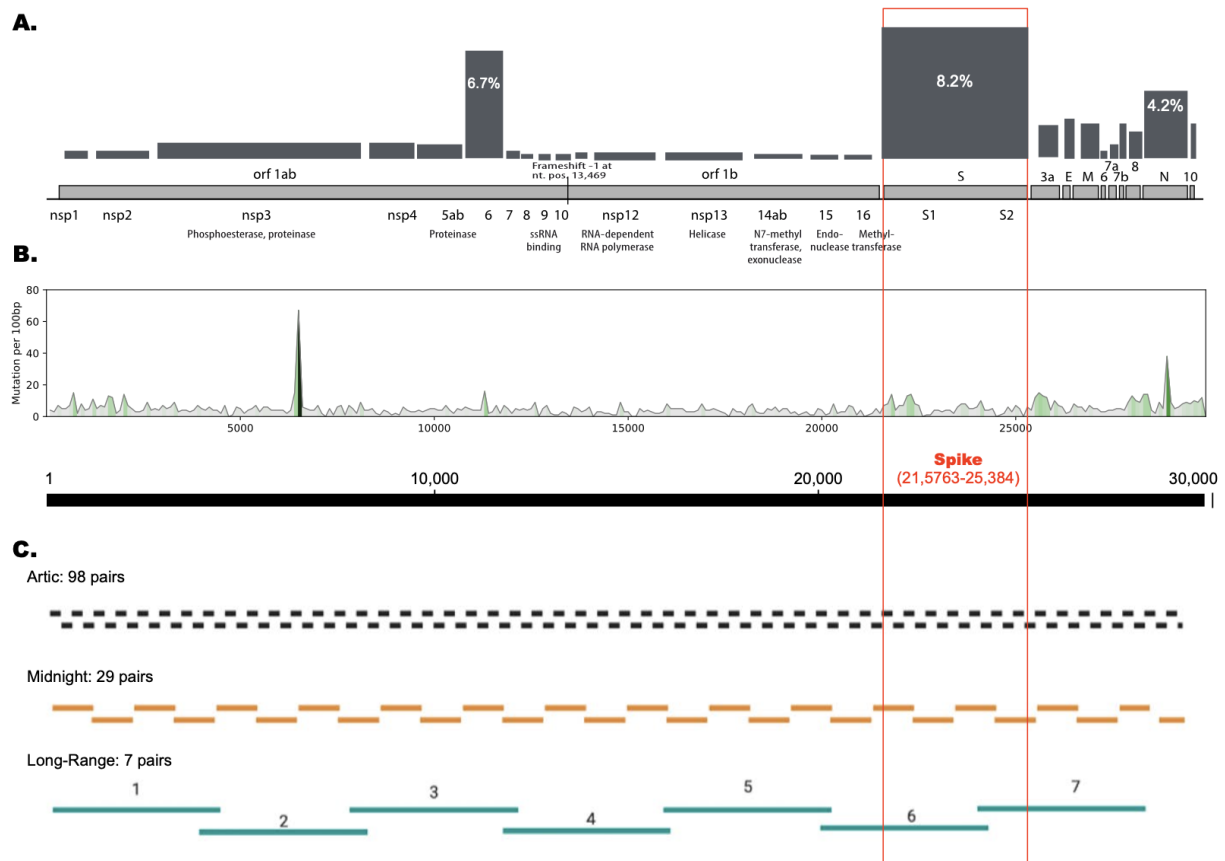 A.
6.7%
8.2%
4.2%
Frameshift -1 at
nt. pos. 13,469
orf 1ab
orf 1b
S
3a
E
M
6
7a
7b
8
N
10
nsp1
nsp2
nsp3
nsp4
5ab
6
7
8
9
10
nsp12
nsp13
14ab
15
16
S1
S2
Phosphoesterase, proteinase
Proteinase
ssRNA
binding
RNA-dependent
RNA polymerase
Helicase
N7-methyl
transferase,
exonuclease
Endo-
nuclease
Methyl-
transferase
B.
Mutation per 100bp
80
60
40
20
0
5000
10000
15000
20000
25000
Spike
(21,5763-25,384)
1
10,000
20,000
30,000
C.
Artic: 98 pairs
Midnight: 29 pairs
Long-Range: 7 pairs
1
2
3
4
5
6
7